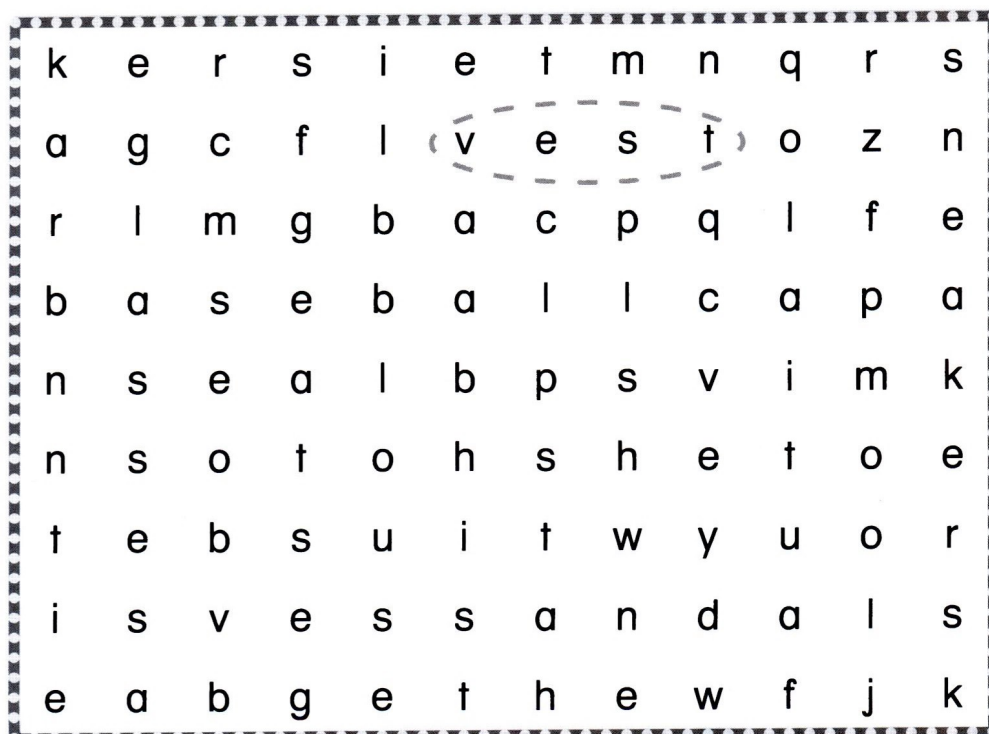 k e r s i e t m n q r s
a g c f l v e s t o z n
r l m g b a c p q l f e
b a s e b a l l c a p a
n s e a l b p s v i m k
n s o t o h s h e t o e
t e b s u i t w y u o r
i s v e s s a n d a l s
e a b g e t h e w f j k